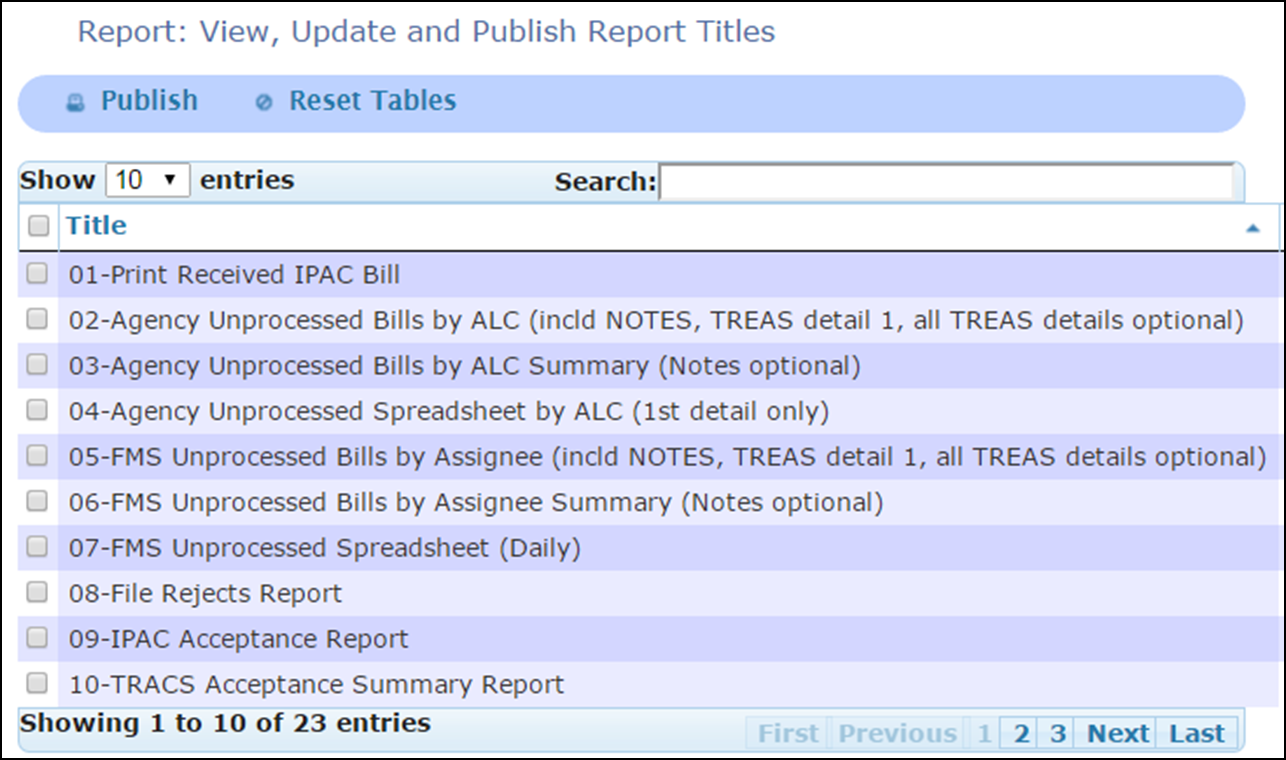 Report: View, Update and Publish Report Titles
Publish Reset Tables
Show 10 entries Search:
Title
01-Print Received IPAC Bill
02-Agency Unprocessed Bills by ALC (incld NOTES, TREAS detail 1, all TREAS details optional)
03-Agency Unprocessed Bills by ALC Summary (Notes optional)
04-Agency Unprocessed Spreadsheet by ALC (1st detail only)
05-FMS Unprocessed Bills by Assignee (incld NOTES, TREAS detail 1, all TREAS details optional)
06-FMS Unprocessed Bills by Assignee Summary (Notes optional)
07-FMS Unprocessed Spreadsheet (Daily)
08-File Rejects Report
09-IPAC Acceptance Report
10-TRACS Acceptance Summary Report
Showing 1 to 10 of 23 entries First Previous 1 2 3 Next Last